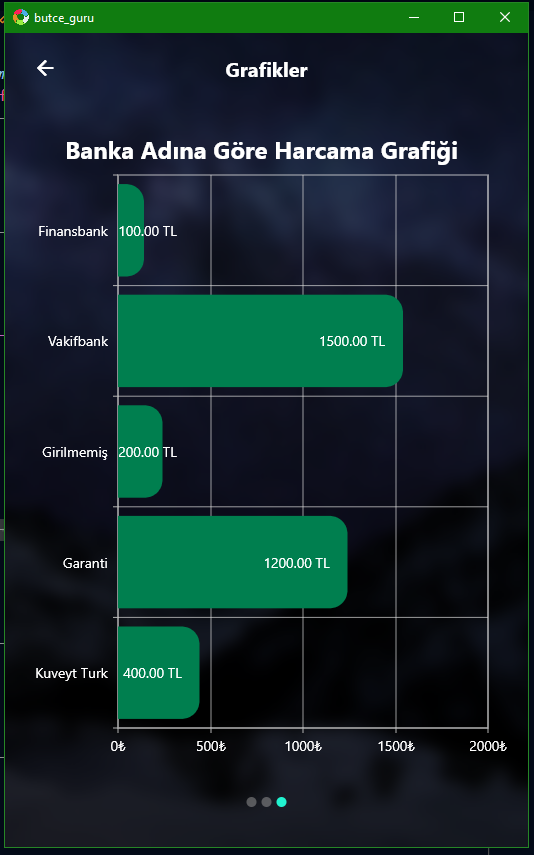 butce_guru
Grafikler
Banka Adına Göre Harcama Grafiği
Finansbank 100.00 TL
Vakifbank 1500.00 TL
Girilmemiş 200.00 TL
Garanti 1200.00 TL
Kuveyt Turk 400.00 TL
0₺ 500₺ 1000₺ 1500₺ 2000₺